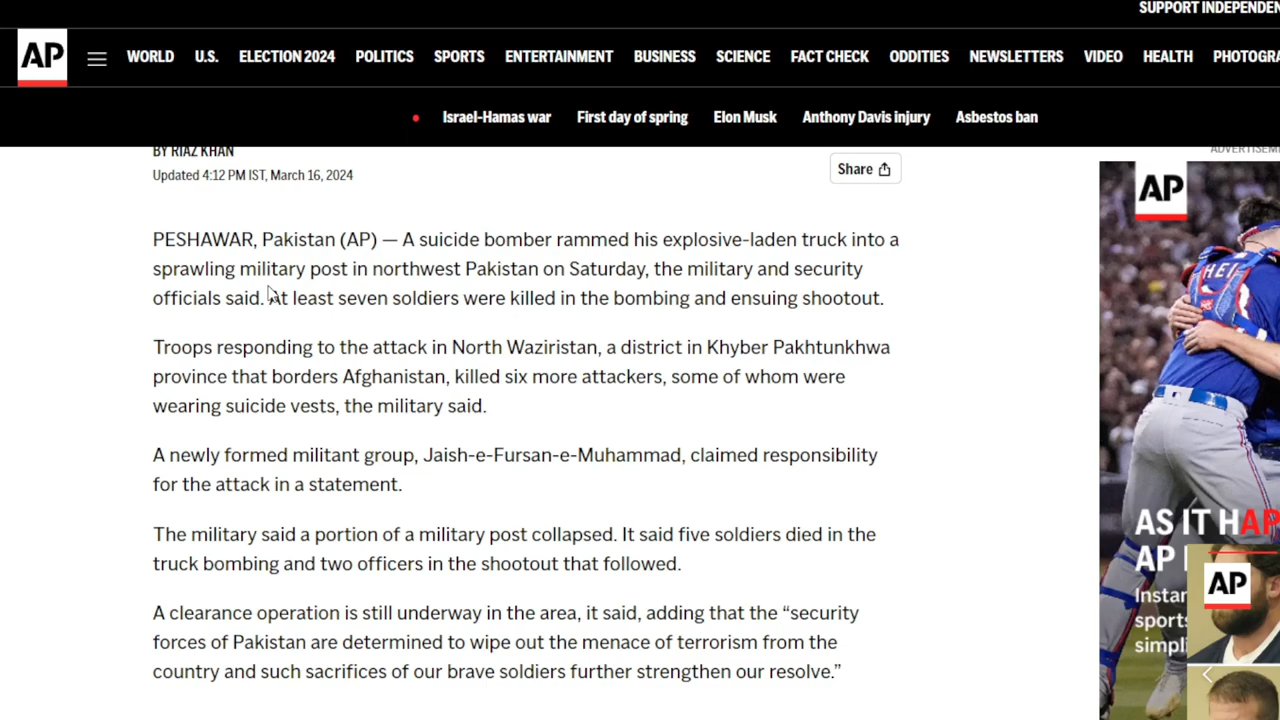 SUPPORT INDEPENDEN
AP
WORLD U.S. ELECTION 2024 POLITICS SPORTS ENTERTAINMENT BUSINESS SCIENCE FACT CHECK ODDITIES NEWSLETTERS VIDEO HEALTH PHOTOGRA
Israel-Hamas war First day of spring Elon Musk Anthony Davis injury Asbestos ban
BY RIAZ KHAN
ADVERTISEM
Updated 4:12 PM IST, March 16, 2024
Share
PESHAWAR, Pakistan (AP) — A suicide bomber rammed his explosive-laden truck into a
sprawling military post in northwest Pakistan on Saturday, the military and security
officials said. At least seven soldiers were killed in the bombing and ensuing shootout.
Troops responding to the attack in North Waziristan, a district in Khyber Pakhtunkhwa
province that borders Afghanistan, killed six more attackers, some of whom were
wearing suicide vests, the military said.
A newly formed militant group, Jaish-e-Fursan-e-Muhammad, claimed responsibility
for the attack in a statement.
The military said a portion of a military post collapsed. It said five soldiers died in the
truck bombing and two officers in the shootout that followed.
A clearance operation is still underway in the area, it said, adding that the “security
forces of Pakistan are determined to wipe out the menace of terrorism from the
country and such sacrifices of our brave soldiers further strengthen our resolve.”
AP
HEI
AS IT HAP
AP
Instan
sports
simpli
AP